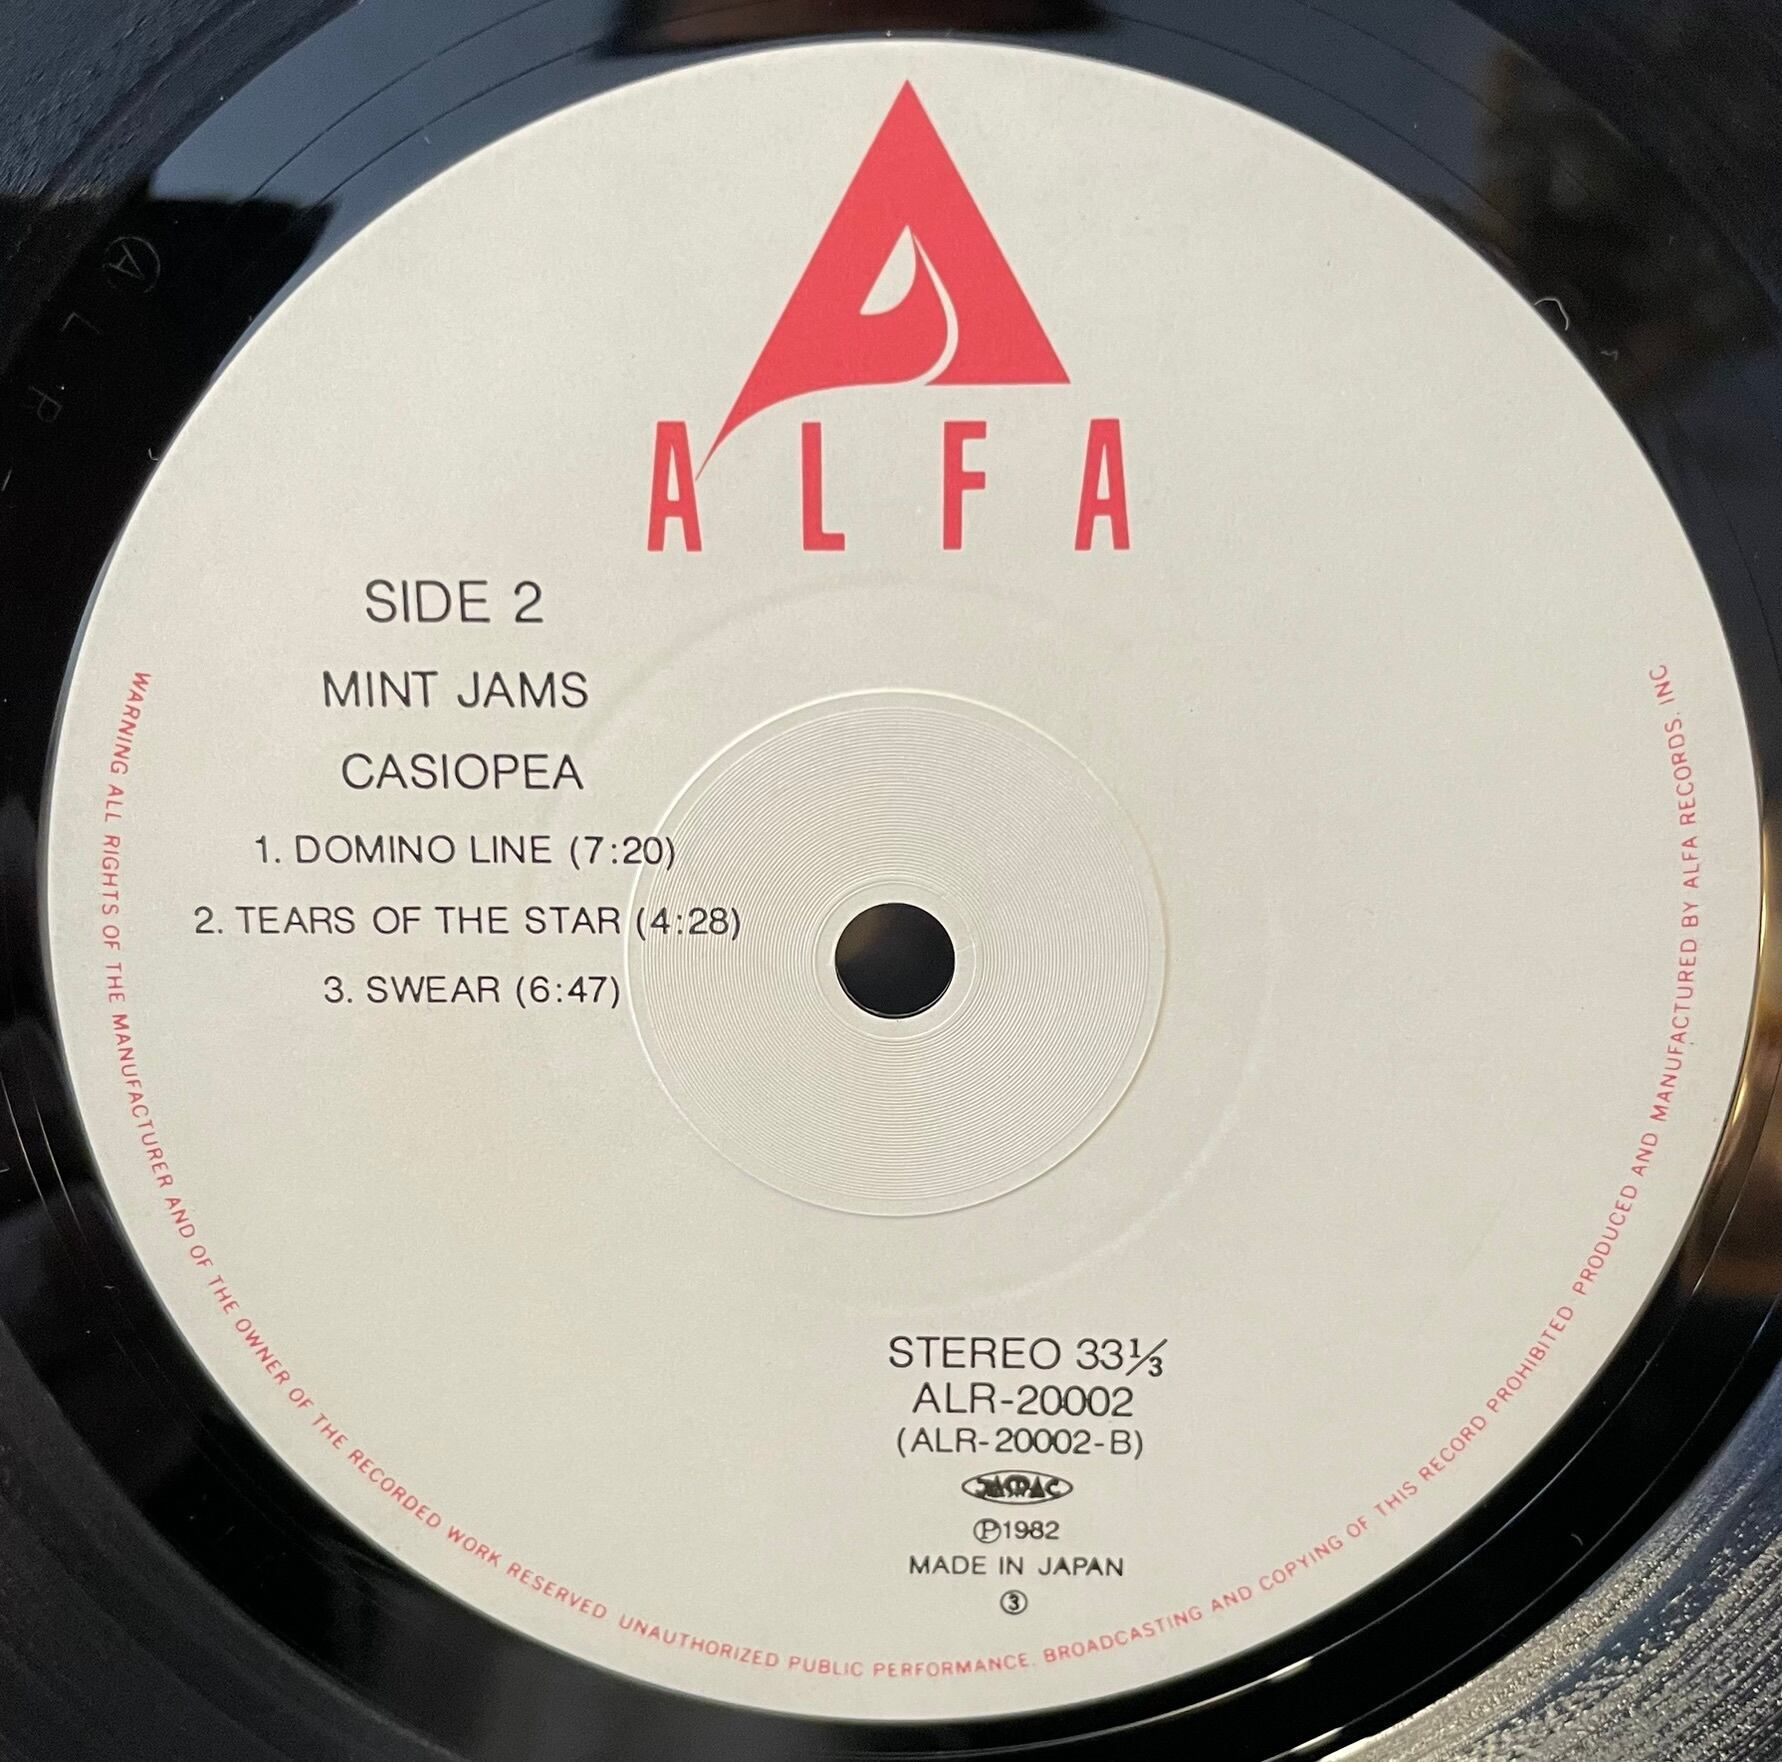 ALFA
SIDE 2
MINT JAMS
CASIOPEA
1. DOMINO LINE (7:20)
2. TEARS OF THE STAR (4:28)
3. SWEAR (6:47)
STEREO 33⅓
ALR-20002
(ALR-20002-B)
JASRAC
Ⓟ1982
MADE IN JAPAN
③
WARNING ALL RIGHTS OF THE MANUFACTURER AND OF THE OWNER OF THE RECORDED WORK RESERVED UNAUTHORIZED PUBLIC PERFORMANCE. BROADCASTING AND COPYING OF THIS RECORD PROHIBITED PRODUCED AND MANUFACTURED BY ALFA RECORDS. INC
Ⓐ L P